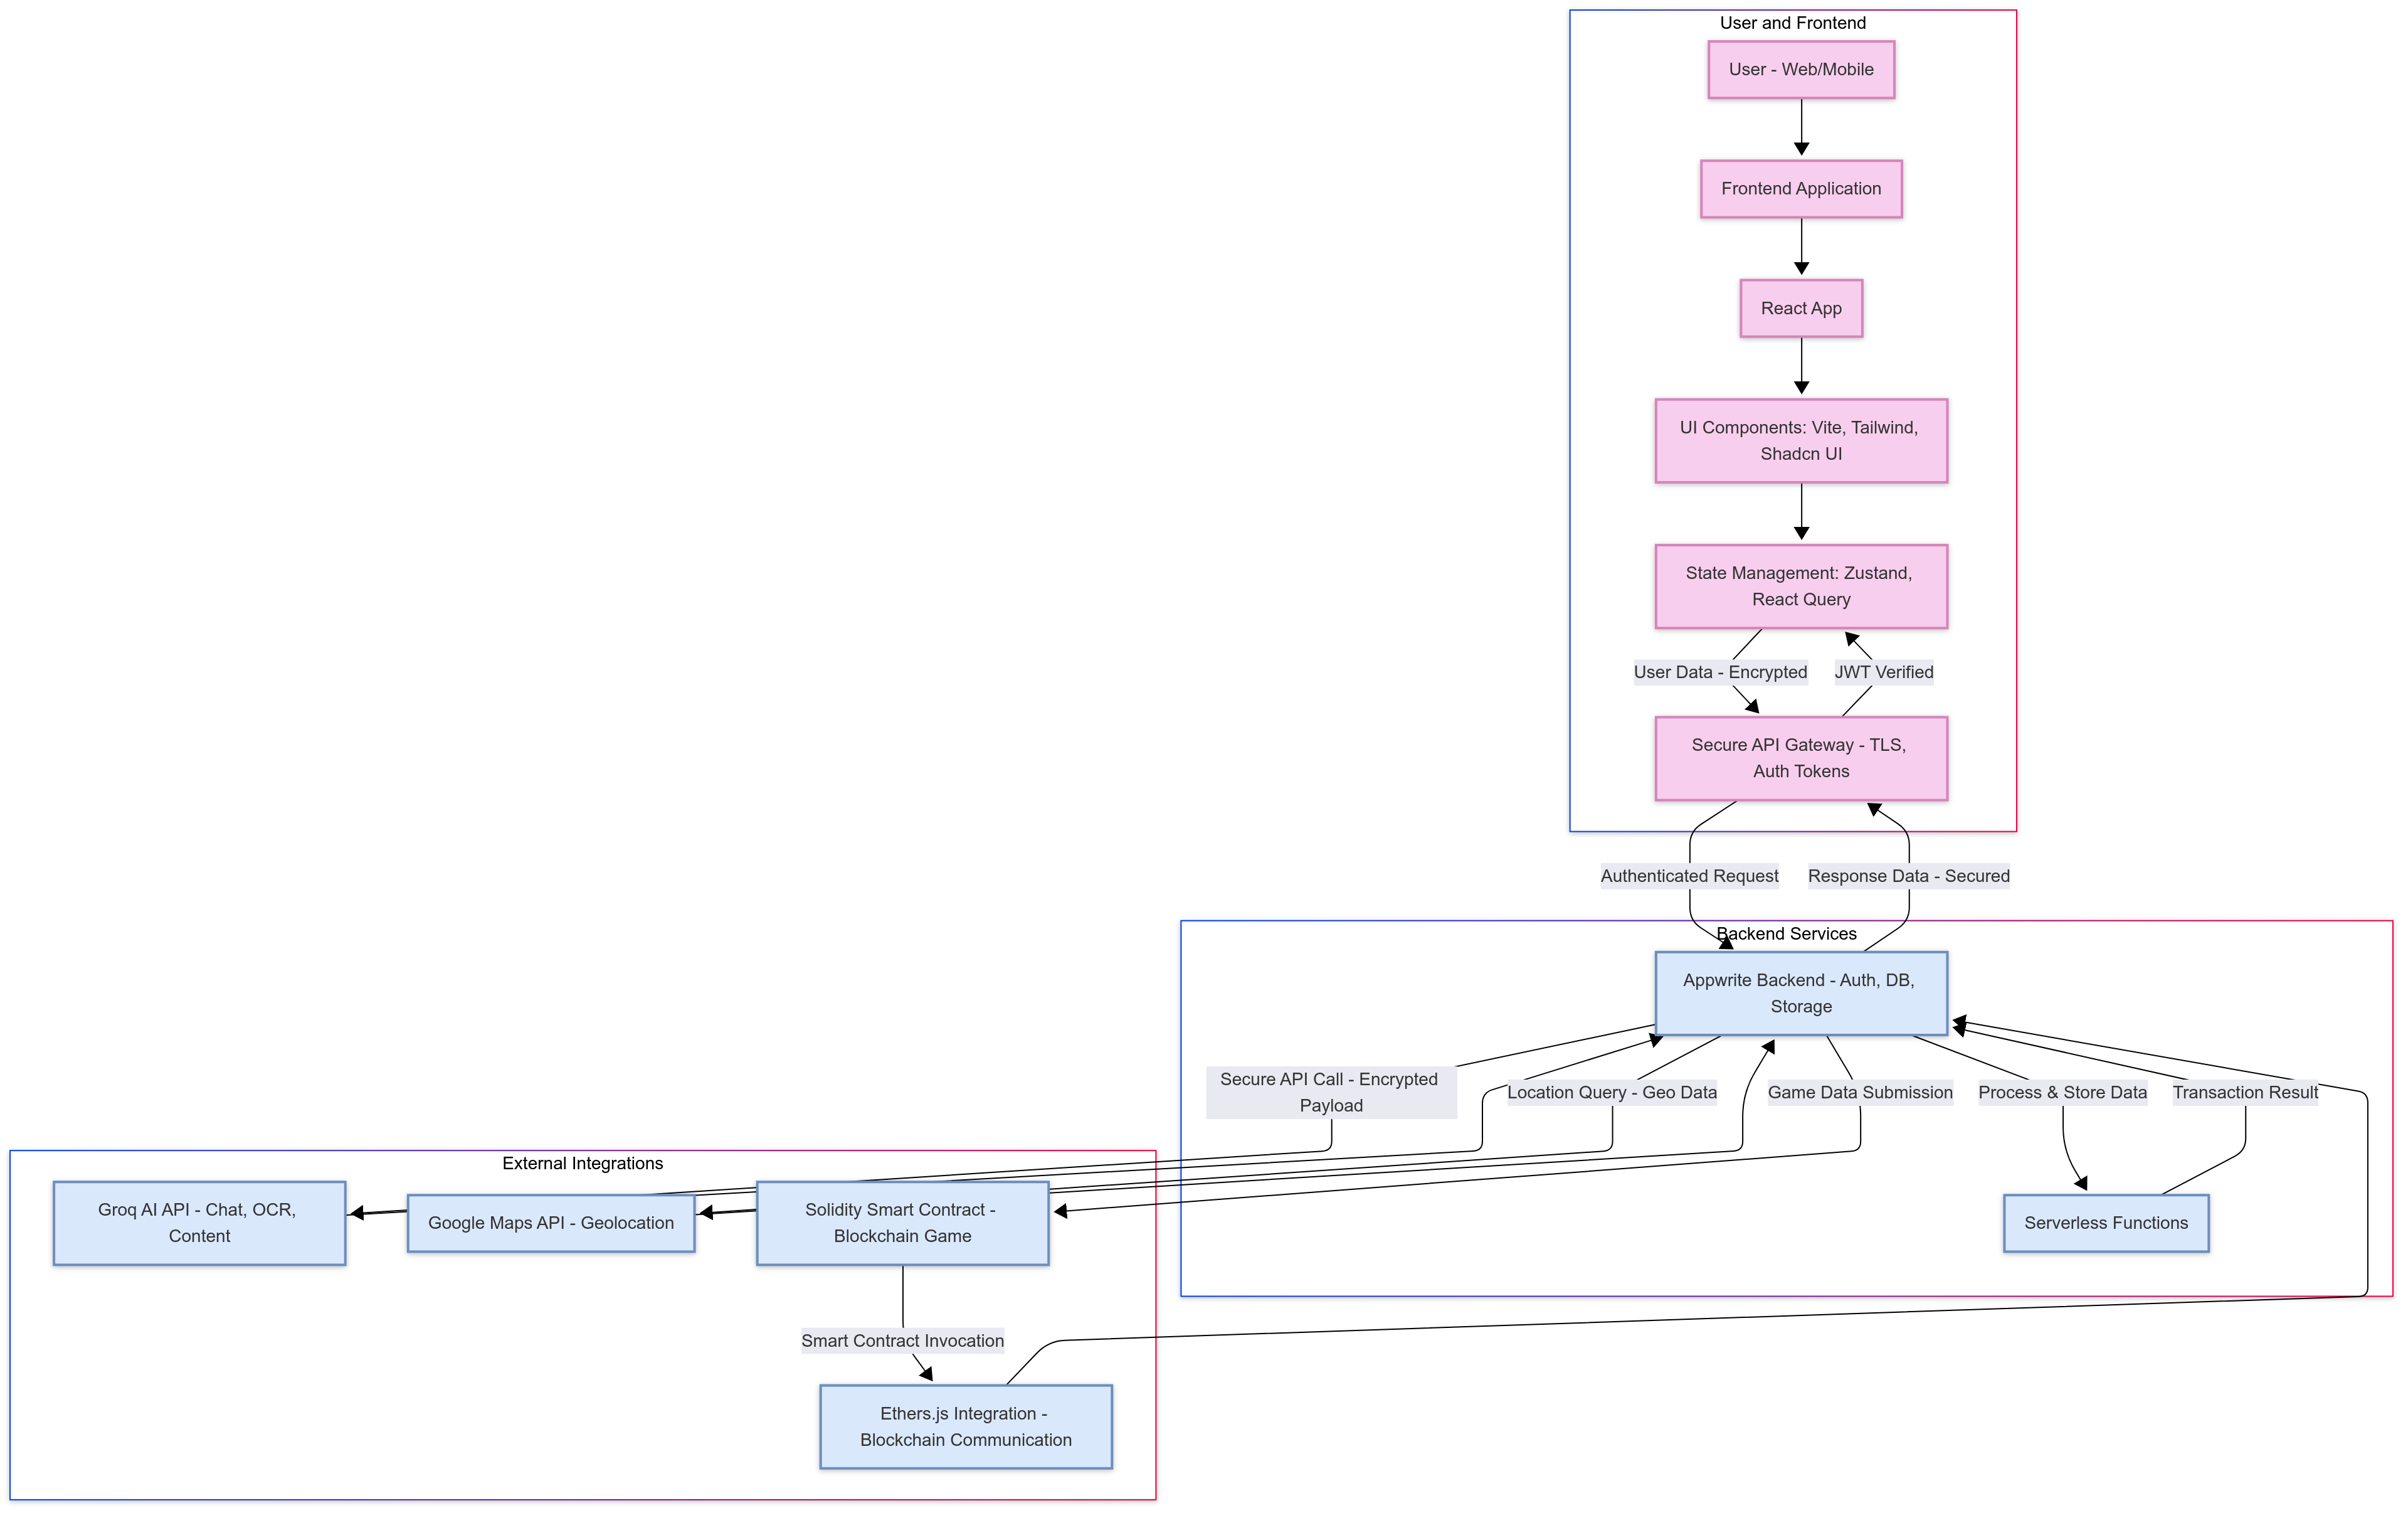 User and Frontend
User - Web/Mobile
Frontend Application
React App
UI Components: Vite, Tailwind,
Shadcn UI
State Management: Zustand,
React Query
User Data - Encrypted
JWT Verified
Secure API Gateway - TLS,
Auth Tokens
Authenticated Request
Response Data - Secured
Backend Services
Appwrite Backend - Auth, DB,
Storage
Secure API Call - Encrypted
Payload
Location Query - Geo Data
Game Data Submission
Process & Store Data
Transaction Result
External Integrations
Groq AI API - Chat, OCR,
Content
Google Maps API - Geolocation
Solidity Smart Contract -
Blockchain Game
Serverless Functions
Smart Contract Invocation
Ethers.js Integration -
Blockchain Communication